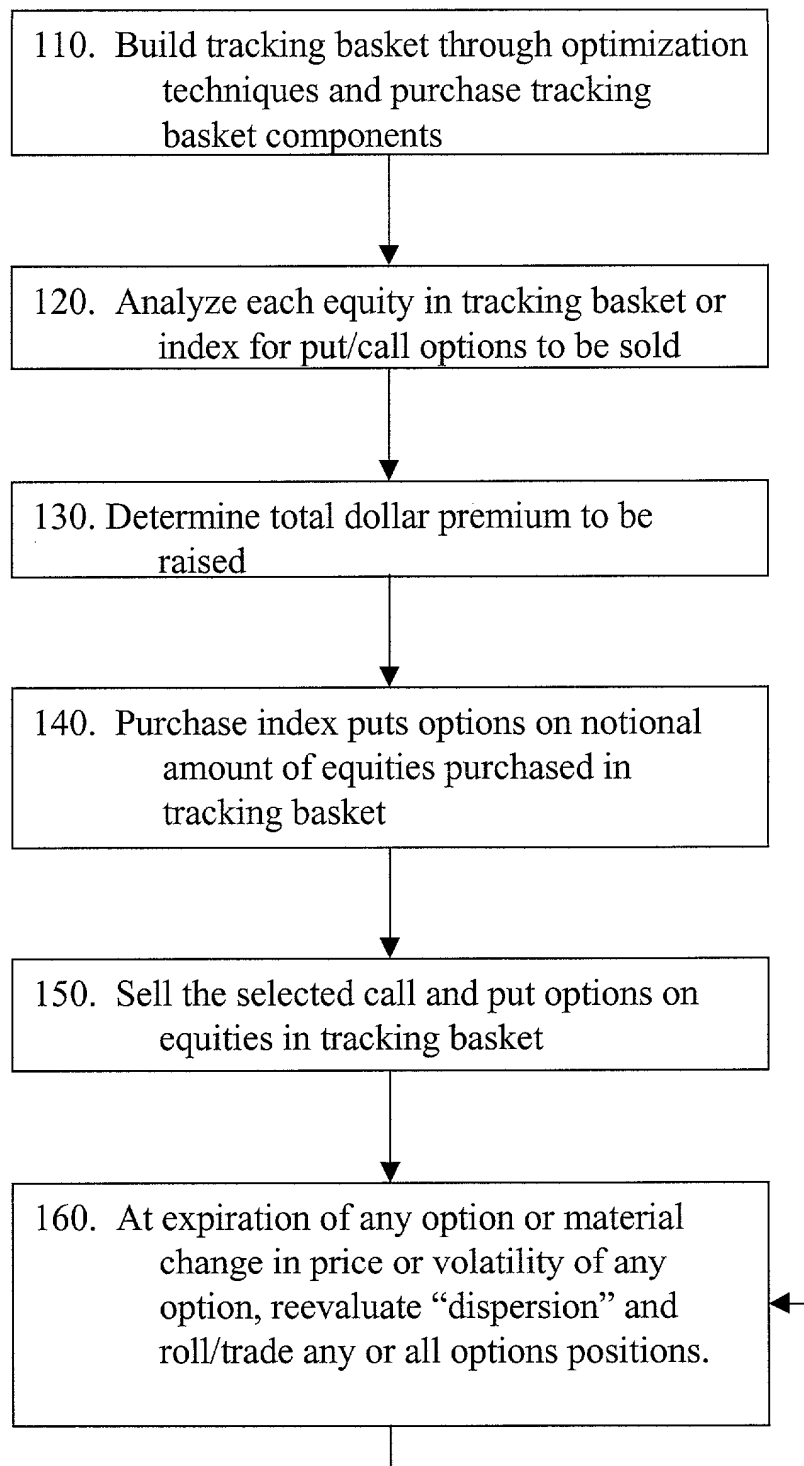 110. Build tracking basket through optimization
techniques and purchase tracking
basket components
120. Analyze each equity in tracking basket or
index for put/call options to be sold
130. Determine total dollar premium to be
raised
140. Purchase index puts options on notional
amount of equities purchased in
tracking basket
150. Sell the selected call and put options on
equities in tracking basket
160. At expiration of any option or material
change in price or volatility of any
option, reevaluate “dispersion” and
roll/trade any or all options positions.